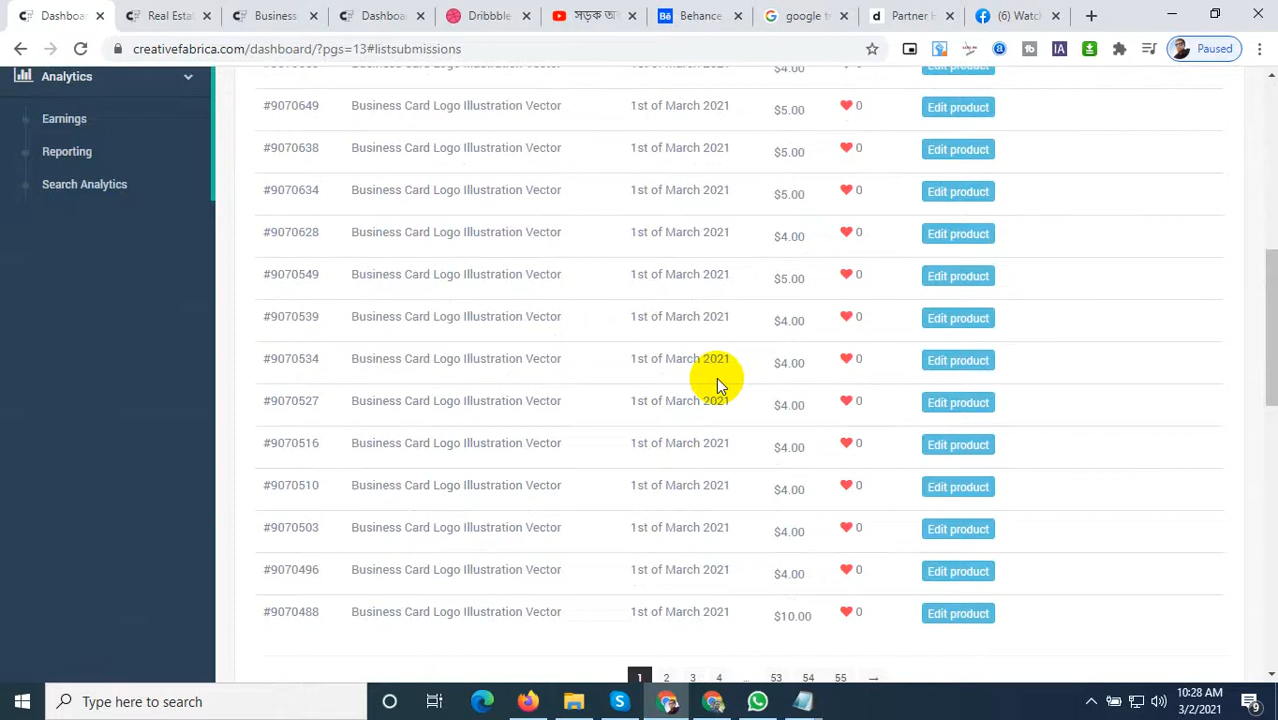 Dashboar
Real Estat
Business
Dashboar
Dribbble
সড়ক
Behance
google tr
Partner P
(6) Watc
creativefabrica.com/dashboard/?pgs=13#listsubmissions
Paused
Analytics
Earnings
Reporting
Search Analytics
$4.00
Edit product
#9070649 Business Card Logo Illustration Vector 1st of March 2021 $5.00 0 Edit product
#9070638 Business Card Logo Illustration Vector 1st of March 2021 $5.00 0 Edit product
#9070634 Business Card Logo Illustration Vector 1st of March 2021 $5.00 0 Edit product
#9070628 Business Card Logo Illustration Vector 1st of March 2021 $4.00 0 Edit product
#9070549 Business Card Logo Illustration Vector 1st of March 2021 $5.00 0 Edit product
#9070539 Business Card Logo Illustration Vector 1st of March 2021 $4.00 0 Edit product
#9070534 Business Card Logo Illustration Vector 1st of March 2021 $4.00 0 Edit product
#9070527 Business Card Logo Illustration Vector 1st of March 2021 $4.00 0 Edit product
#9070516 Business Card Logo Illustration Vector 1st of March 2021 $4.00 0 Edit product
#9070510 Business Card Logo Illustration Vector 1st of March 2021 $4.00 0 Edit product
#9070503 Business Card Logo Illustration Vector 1st of March 2021 $4.00 0 Edit product
#9070496 Business Card Logo Illustration Vector 1st of March 2021 $4.00 0 Edit product
#9070488 Business Card Logo Illustration Vector 1st of March 2021 $10.00 0 Edit product
1 2 3 4 ... 53 54 55 →
Type here to search
10:28 AM
3/2/2021
9